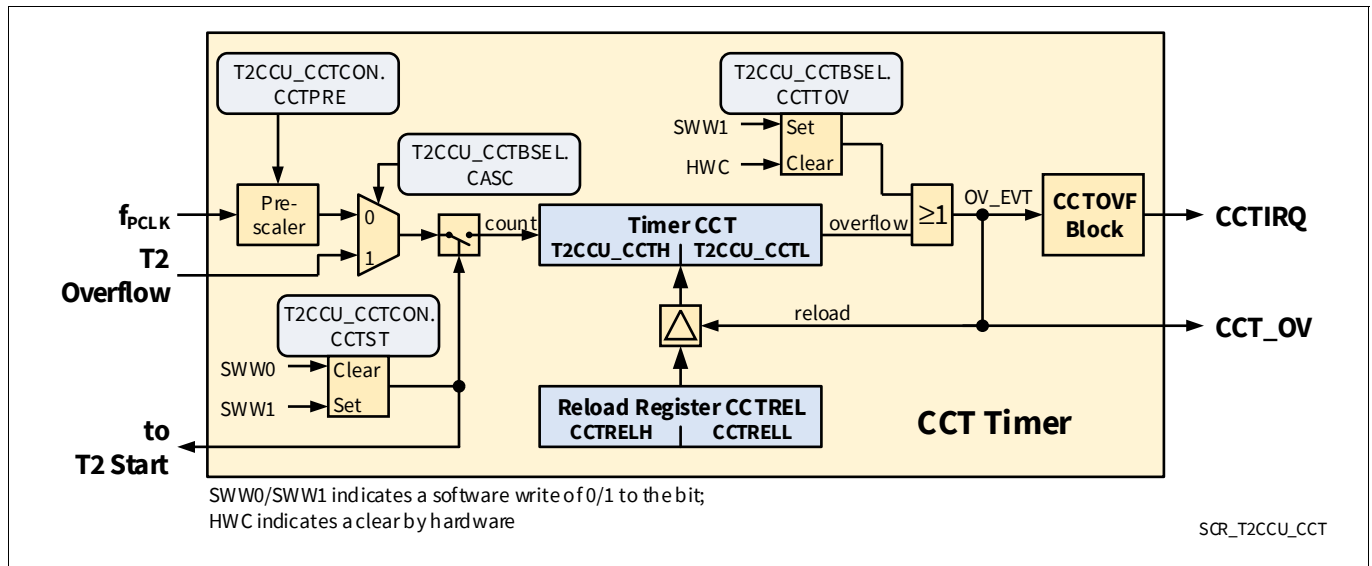 T2CCU_CCTCON.
CCTPRE
T2CCU_CCTBSEL.
CCTTOV
SWW1
Set
HWC
Clear
T2CCU_CCTBSEL.
CASC
fPCLK
Pre-
scaler
0
1
T2
Overflow
count
Timer CCT
T2CCU_CCTH
T2CCU_CCTL
overflow
≥1
OV_EVT
CCTOVF
Block
CCTIRQ
T2CCU_CCTCON.
CCTST
SWW0
Clear
SWW1
Set
reload
CCT_OV
Reload Register CCTREL
CCTRELH
CCTRELL
CCT Timer
to
T2 Start
SWW0/SWW1 indicates a software write of 0/1 to the bit;
HWC indicates a clear by hardware
SCR_T2CCU_CCT